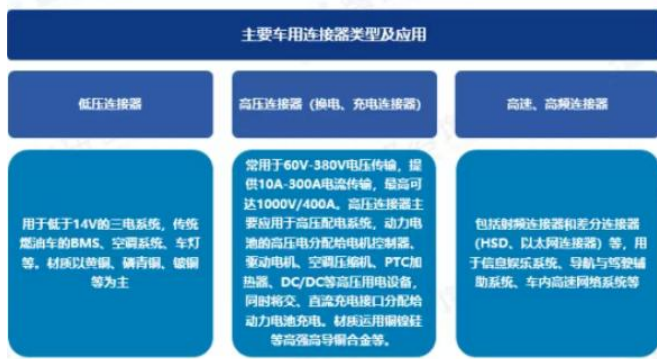 主要车用连接器类型及应用
低压连接器
高压连接器（换电、充电连接器）
高速、高频连接器
用于低于14V的三电系统，传统
燃油车的BMS、空调系统、车灯
等。材质以黄铜、磷青铜、铍铜
等为主
常用于60V-380V电压传输，提
供10A-300A电流传输，最高可
达1000V/400A。高压连接器主
要应用于高压配电系统，动力电
池的高压电分配给电机控制器、
驱动电机、空调压缩机、PTC加
热器、DC/DC等高压用电设备，
同时将交、直流充电接口分配给
动力电池充电。材质运用铜镍硅
等高强高导铜合金等。
包括射频连接器和差分连接器
（HSD、以太网连接器）等，用
于信息娱乐系统、导航与驾驶辅
助系统、车内高速网络系统等